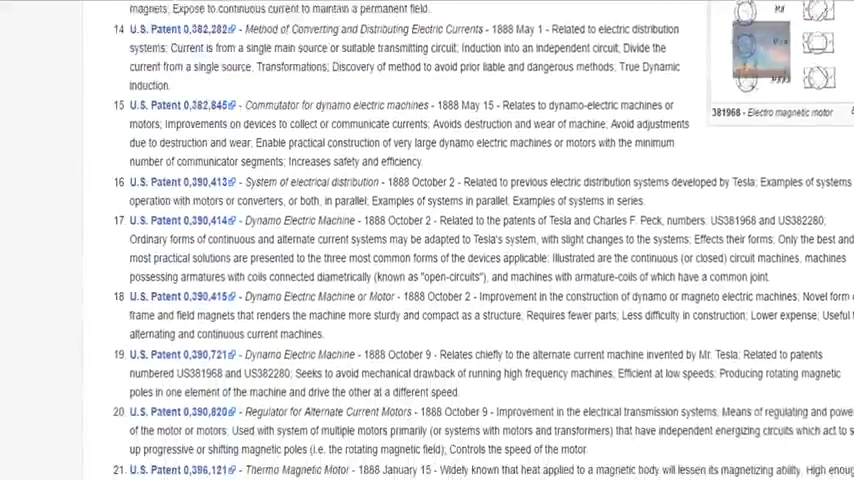 magnets, Expose to continuous current to maintain a permanent field.
14 U.S. Patent 0,382,282 - Method of Converting and Distributing Electric Currents - 1888 May 1 - Related to electric distribution
systems; Current is from a single main source or suitable transmitting circuit; Induction into an independent circuit; Divide the
current from a single source, Transformations; Discovery of method to avoid prior liable and dangerous methods, True Dynamic
induction.
15 U.S. Patent 0,382,845 - Commutator for dynamo electric machines - 1888 May 15 - Relates to dynamo-electric machines or
motors; Improvements on devices to collect or communicate currents; Avoids destruction and wear of machine, Avoid adjustments
due to destruction and wear, Enable practical construction of very large dynamo electric machines or motors with the minimum
number of communicator segments; Increases safety and efficiency.
381968 - Electro magnetic motor
16 U.S. Patent 0,390,413 - System of electrical distribution - 1888 October 2 - Related to previous electric distribution systems developed by Tesla; Examples of systems
operation with motors or converters, or both, in parallel, Examples of systems in parallel, Examples of systems in series.
17 U.S. Patent 0,390,414 - Dynamo Electric Machine - 1888 October 2 - Related to the patents of Tesla and Charles F. Peck, numbers. US381968 and US382280;
Ordinary forms of continuous and alternate current systems may be adapted to Tesla's system, with slight changes to the systems; Effects their forms; Only the best and
most practical solutions are presented to the three most common forms of the devices applicable; Illustrated are the continuous (or closed) circuit machines, machines
possessing armatures with coils connected diametrically (known as "open-circuits"), and machines with armature-coils of which have a common joint.
18 U.S. Patent 0,390,415 - Dynamo Electric Machine or Motor - 1888 October 2 - Improvement in the construction of dynamo or magneto electric machines; Novel form
frame and field magnets that renders the machine more sturdy and compact as a structure, Requires fewer parts; Less difficulty in construction; Lower expense; Useful
alternating and continuous current machines.
19. U.S. Patent 0,390,721 - Dynamo Electric Machine - 1888 October 9 - Relates chiefly to the alternate current machine invented by Mr. Tesla; Related to patents
numbered US381968 and US382280; Seeks to avoid mechanical drawback of running high frequency machines; Efficient at low speeds; Producing rotating magnetic
poles in one element of the machine and drive the other at a different speed.
20. U.S. Patent 0,390,820 - Regulator for Alternate Current Motors - 1888 October 9 - Improvement in the electrical transmission systems, Means of regulating and powe
of the motor or motors, Used with system of multiple motors primarily (or systems with motors and transformers) that have independent energizing circuits which act to s
up progressive or shifting magnetic poles (i.e. the rotating magnetic field); Controls the speed of the motor.
21. U.S. Patent 0,396,121 - Thermo Magnetic Motor - 1888 January 15 - Widely known that heat applied to a magnetic body will lessen its magnetizing ability. High enoug